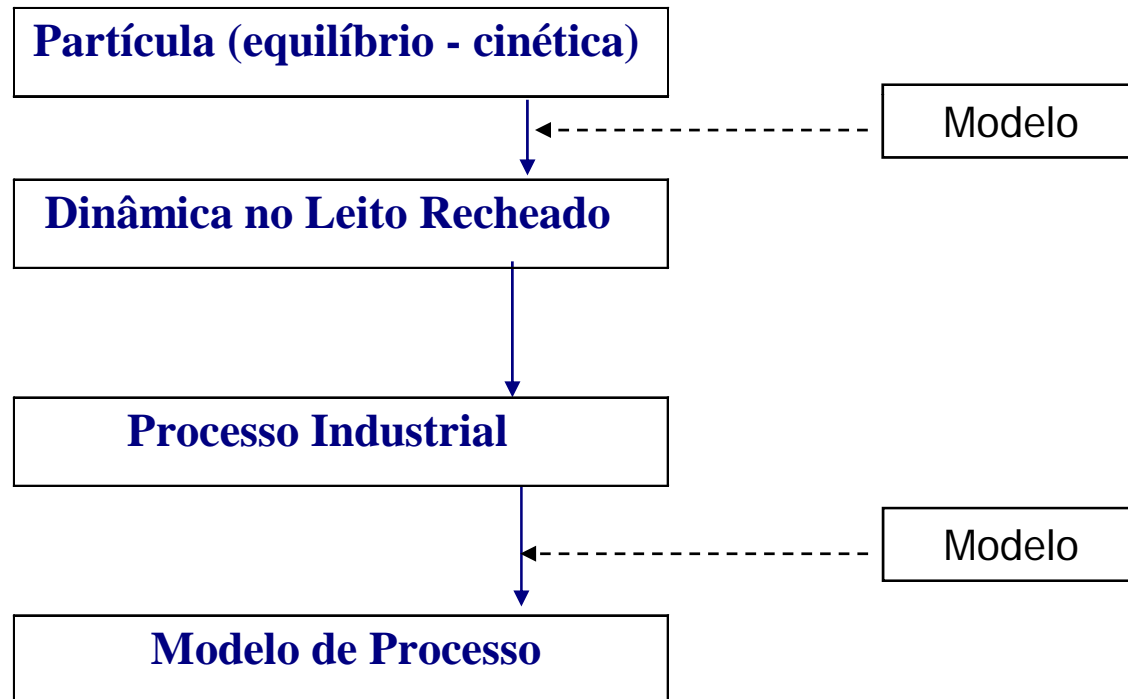 Partícula (equilíbrio - cinética)
Modelo
Dinâmica no Leito Recheado
Processo Industrial
Modelo
Modelo de Processo